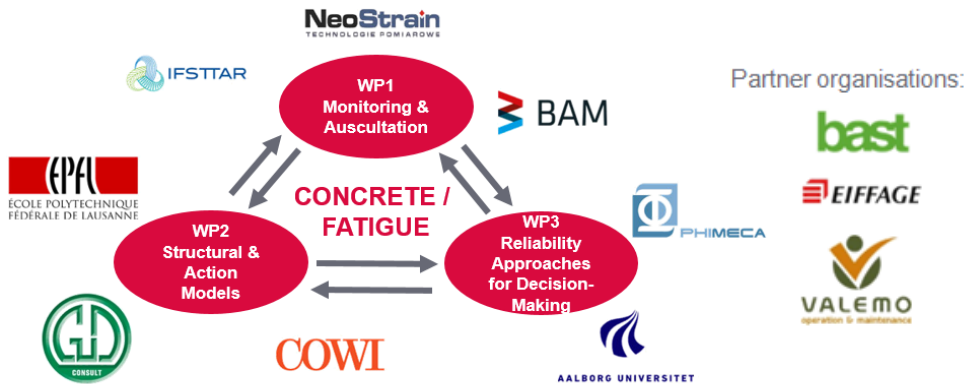 NeoStrain
TECHNOLOGIE POMIAROWE
IFSTTAR
WP1
Monitoring &
Auscultation
BAM
Partner organisations:
bast
EPFL
ÉCOLE POLYTECHNIQUE
FÉDÉRALE DE LAUSANNE
CONCRETE /
FATIGUE
EIFFAGE
WP2
Structural &
Action
Models
WP3
Reliability
Approaches
for Decision-
Making
PHIMECA
VALEMO
operation & maintenance
CONSULT
COWI
AALBORG UNIVERSITET